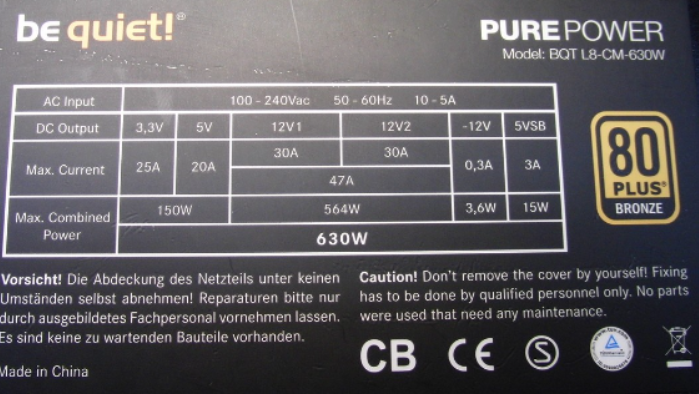 be quiet!®
PURE POWER
Model: BQT L8-CM-630W
AC Input 100 - 240Vac 50 - 60Hz 10 - 5A
DC Output 3,3V 5V 12V1 12V2 -12V 5VSB
Max. Current 25A 20A 30A 30A 0,3A 3A
47A
Max. Combined Power 150W 564W 3,6W 15W
630W
80
PLUS®
BRONZE
Vorsicht! Die Abdeckung des Netzteils unter keinen
Umständen selbst abnehmen! Reparaturen bitte nur
durch ausgebildetes Fachpersonal vornehmen lassen.
Es sind keine zu wartenden Bauteile vorhanden.
Caution! Don't remove the cover by yourself! Fixing
has to be done by qualified personnel only. No parts
were used that need any maintenance.
CB CE S
Made in China